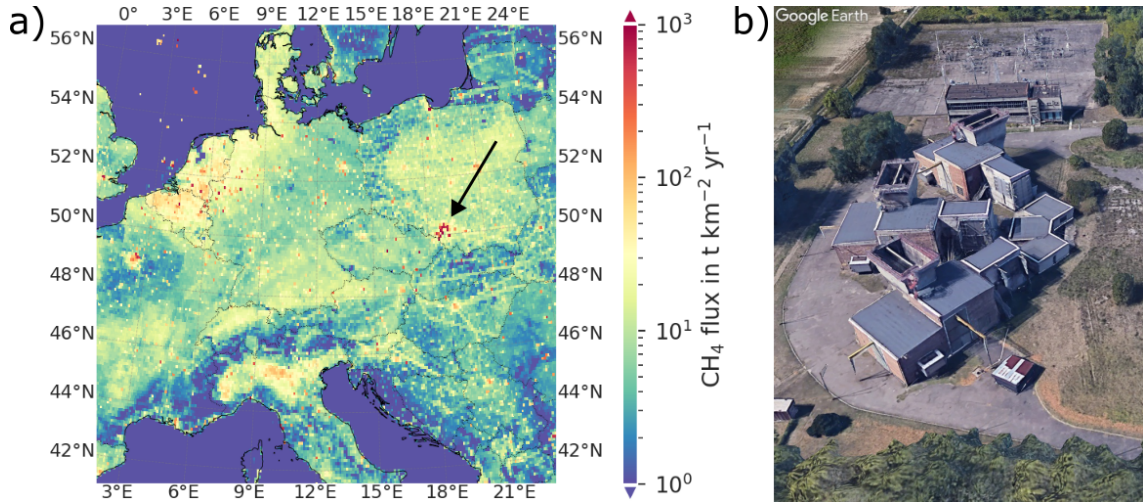 a)
0° 3°E 6°E 9°E 12°E 15°E 18°E 21°E 24°E
56°N 56°N
54°N 54°N
52°N 52°N
50°N 50°N
48°N 48°N
46°N 46°N
44°N 44°N
42°N 42°N
3°E 6°E 9°E 12°E 15°E 18°E 21°E
10³
10²
10¹
10⁰
CH₄ flux in t km⁻² yr⁻¹
b)
Google Earth